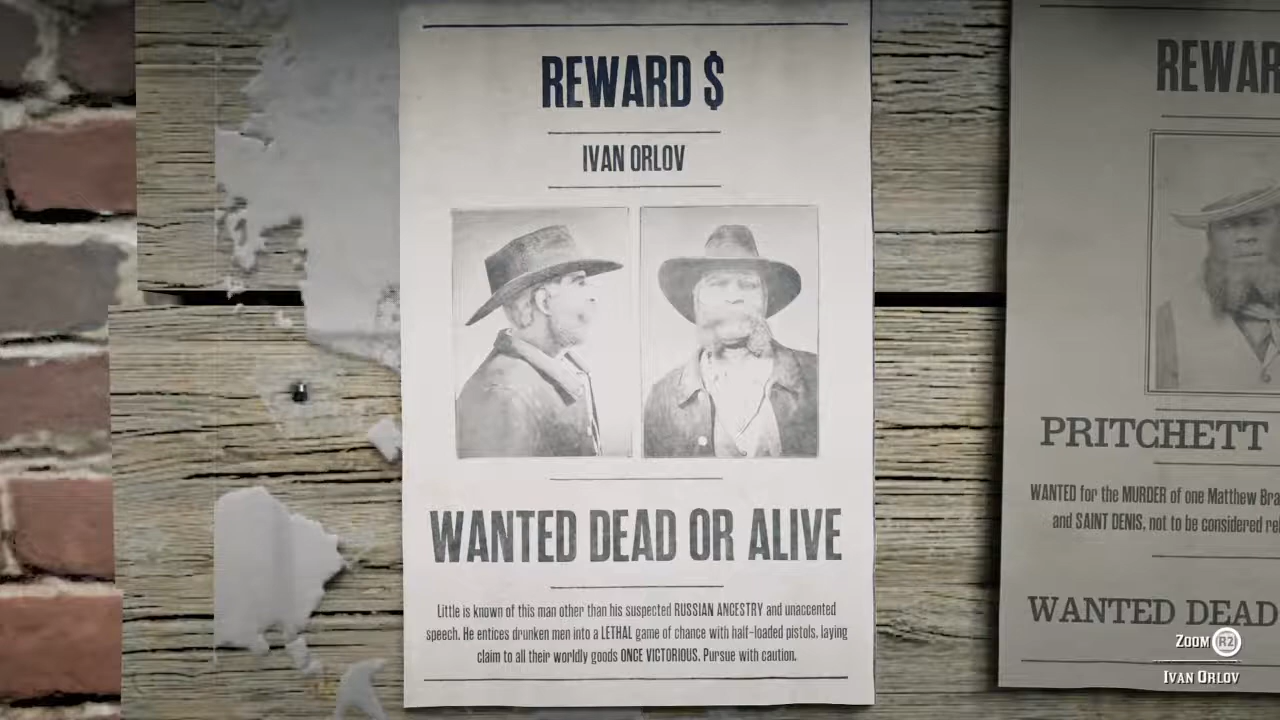 REWARD $
IVAN ORLOV
WANTED DEAD OR ALIVE
Little is known of this man other than his suspected RUSSIAN ANCESTRY and unaccented
speech. He entices drunken men into a LETHAL game of chance with half-loaded pistols, laying
claim to all their worldly goods ONCE VICTORIOUS. Pursue with caution.
REWAR
PRITCHETT
WANTED for the MURDER of one Matthew Bra
and SAINT DENIS, not to be considered re
WANTED DEAD
ZOOM R2
IVAN ORLOV